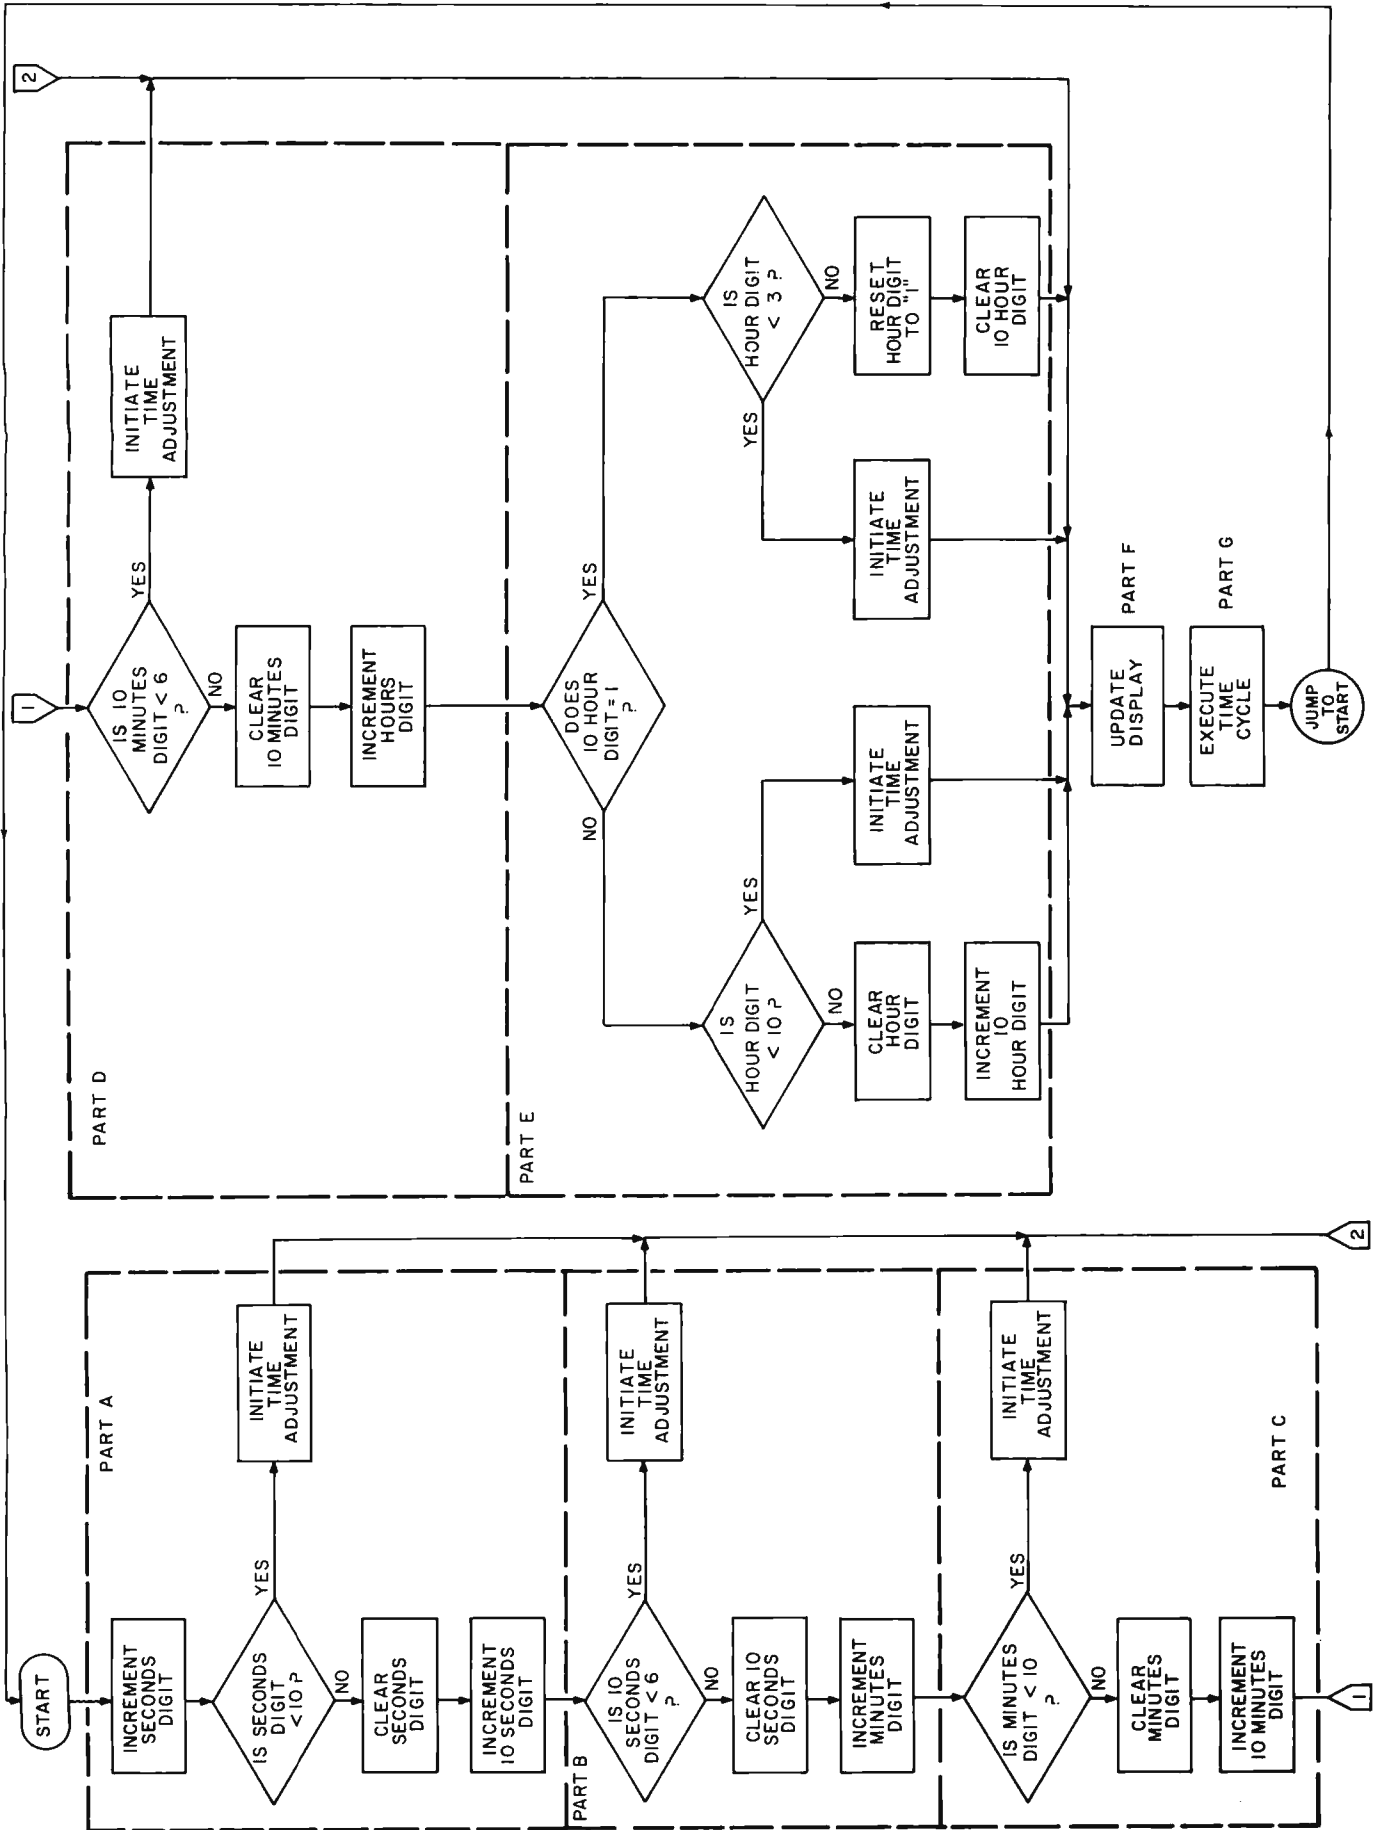 START
PART A
INCREMENT
SECONDS
DIGIT
IS SECONDS
DIGIT
< 10 ?
YES
INITIATE
TIME
ADJUSTMENT
NO
CLEAR
SECONDS
DIGIT
INCREMENT
10 SECONDS
DIGIT
PART B
IS 10
SECONDS
DIGIT < 6
?
YES
INITIATE
TIME
ADJUSTMENT
NO
CLEAR 10
SECONDS
DIGIT
INCREMENT
MINUTES
DIGIT
PART C
IS MINUTES
DIGIT < 10
?
YES
INITIATE
TIME
ADJUSTMENT
NO
CLEAR
MINUTES
DIGIT
INCREMENT
10 MINUTES
DIGIT
1
2
1
2
PART D
IS 10
MINUTES
DIGIT < 6
?
YES
INITIATE
TIME
ADJUSTMENT
NO
CLEAR
10 MINUTES
DIGIT
INCREMENT
HOURS
DIGIT
PART E
DOES
10 HOUR
DIGIT = 1
?
NO
YES
IS
HOUR DIGIT
< 10 ?
YES
NO
CLEAR
HOUR
DIGIT
INCREMENT
10
HOUR DIGIT
INITIATE
TIME
ADJUSTMENT
IS
HOUR DIGIT
< 3 ?
YES
NO
INITIATE
TIME
ADJUSTMENT
RESET
HOUR DIGIT
TO "1"
CLEAR
10 HOUR
DIGIT
UPDATE
DISPLAY
PART F
EXECUTE
TIME
CYCLE
PART G
JUMP
TO
START